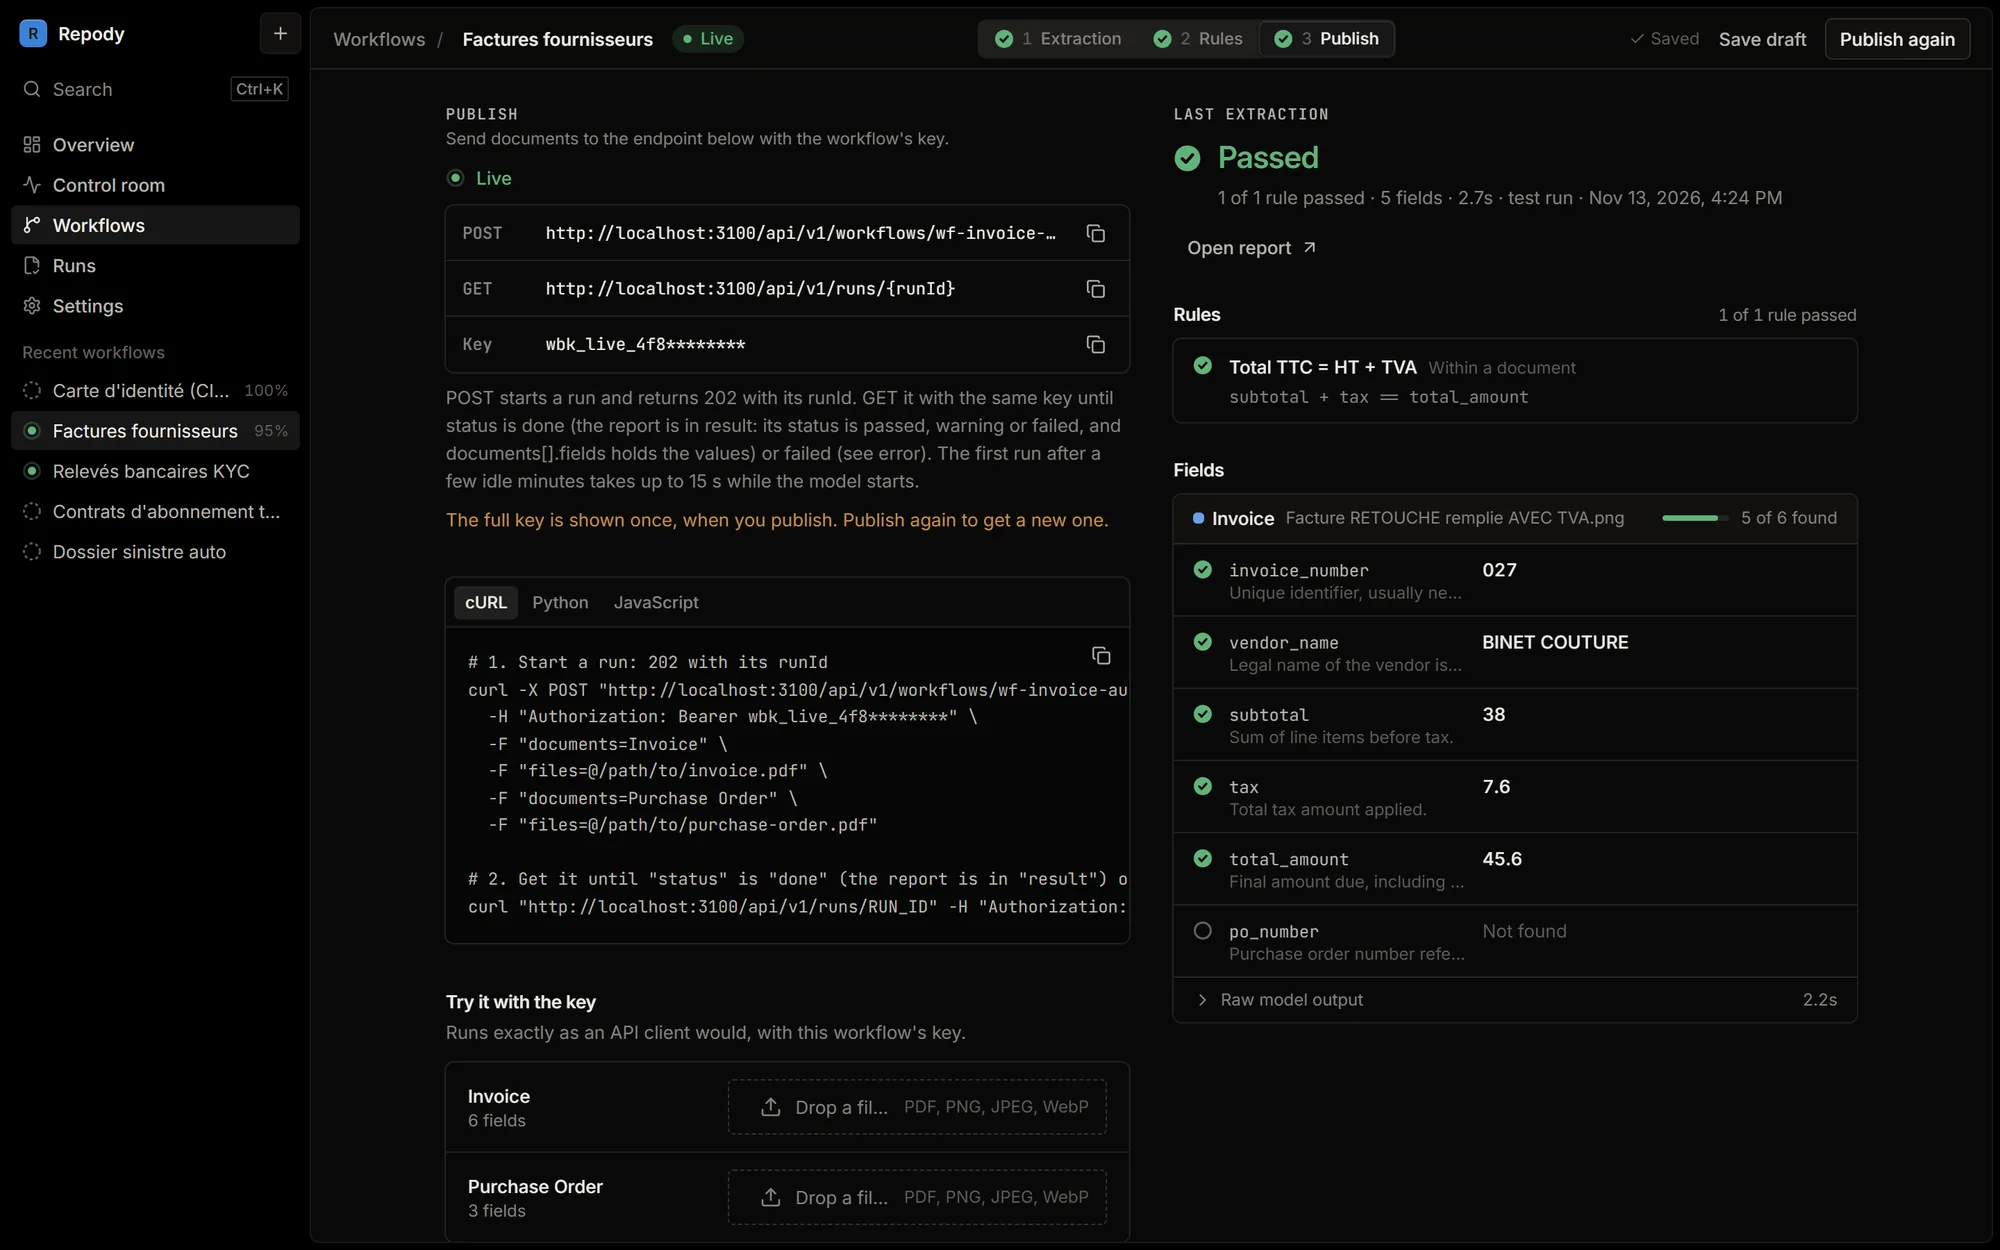 R Repody
+
Search Ctrl+K
Overview
Control room
Workflows
Runs
Settings
Recent workflows
Carte d'identité (CI... 100%
Factures fournisseurs 95%
Relevés bancaires KYC
Contrats d'abonnement t...
Dossier sinistre auto
Workflows / Factures fournisseurs Live
1 Extraction 2 Rules 3 Publish
Saved Save draft Publish again
PUBLISH
Send documents to the endpoint below with the workflow's key.
Live
POST http://localhost:3100/api/v1/workflows/wf-invoice-…
GET http://localhost:3100/api/v1/runs/{runId}
Key wbk_live_4f8********
POST starts a run and returns 202 with its runId. GET it with the same key until
status is done (the report is in result: its status is passed, warning or failed, and
documents[].fields holds the values) or failed (see error). The first run after a
few idle minutes takes up to 15 s while the model starts.
The full key is shown once, when you publish. Publish again to get a new one.
cURL Python JavaScript
# 1. Start a run: 202 with its runId
curl -X POST "http://localhost:3100/api/v1/workflows/wf-invoice-au
-H "Authorization: Bearer wbk_live_4f8********" \
-F "documents=Invoice" \
-F "files=@/path/to/invoice.pdf" \
-F "documents=Purchase Order" \
-F "files=@/path/to/purchase-order.pdf"
# 2. Get it until "status" is "done" (the report is in "result") o
curl "http://localhost:3100/api/v1/runs/RUN_ID" -H "Authorization:
Try it with the key
Runs exactly as an API client would, with this workflow's key.
Invoice
6 fields
Drop a fil... PDF, PNG, JPEG, WebP
Purchase Order
3 fields
Drop a fil... PDF, PNG, JPEG, WebP
LAST EXTRACTION
Passed
1 of 1 rule passed · 5 fields · 2.7s · test run · Nov 13, 2026, 4:24 PM
Open report
Rules 1 of 1 rule passed
Total TTC = HT + TVA Within a document
subtotal + tax == total_amount
Fields
Invoice Facture RETOUCHE remplie AVEC TVA.png 5 of 6 found
invoice_number 027
Unique identifier, usually ne...
vendor_name BINET COUTURE
Legal name of the vendor is...
subtotal 38
Sum of line items before tax.
tax 7.6
Total tax amount applied.
total_amount 45.6
Final amount due, including ...
po_number Not found
Purchase order number refe...
Raw model output 2.2s